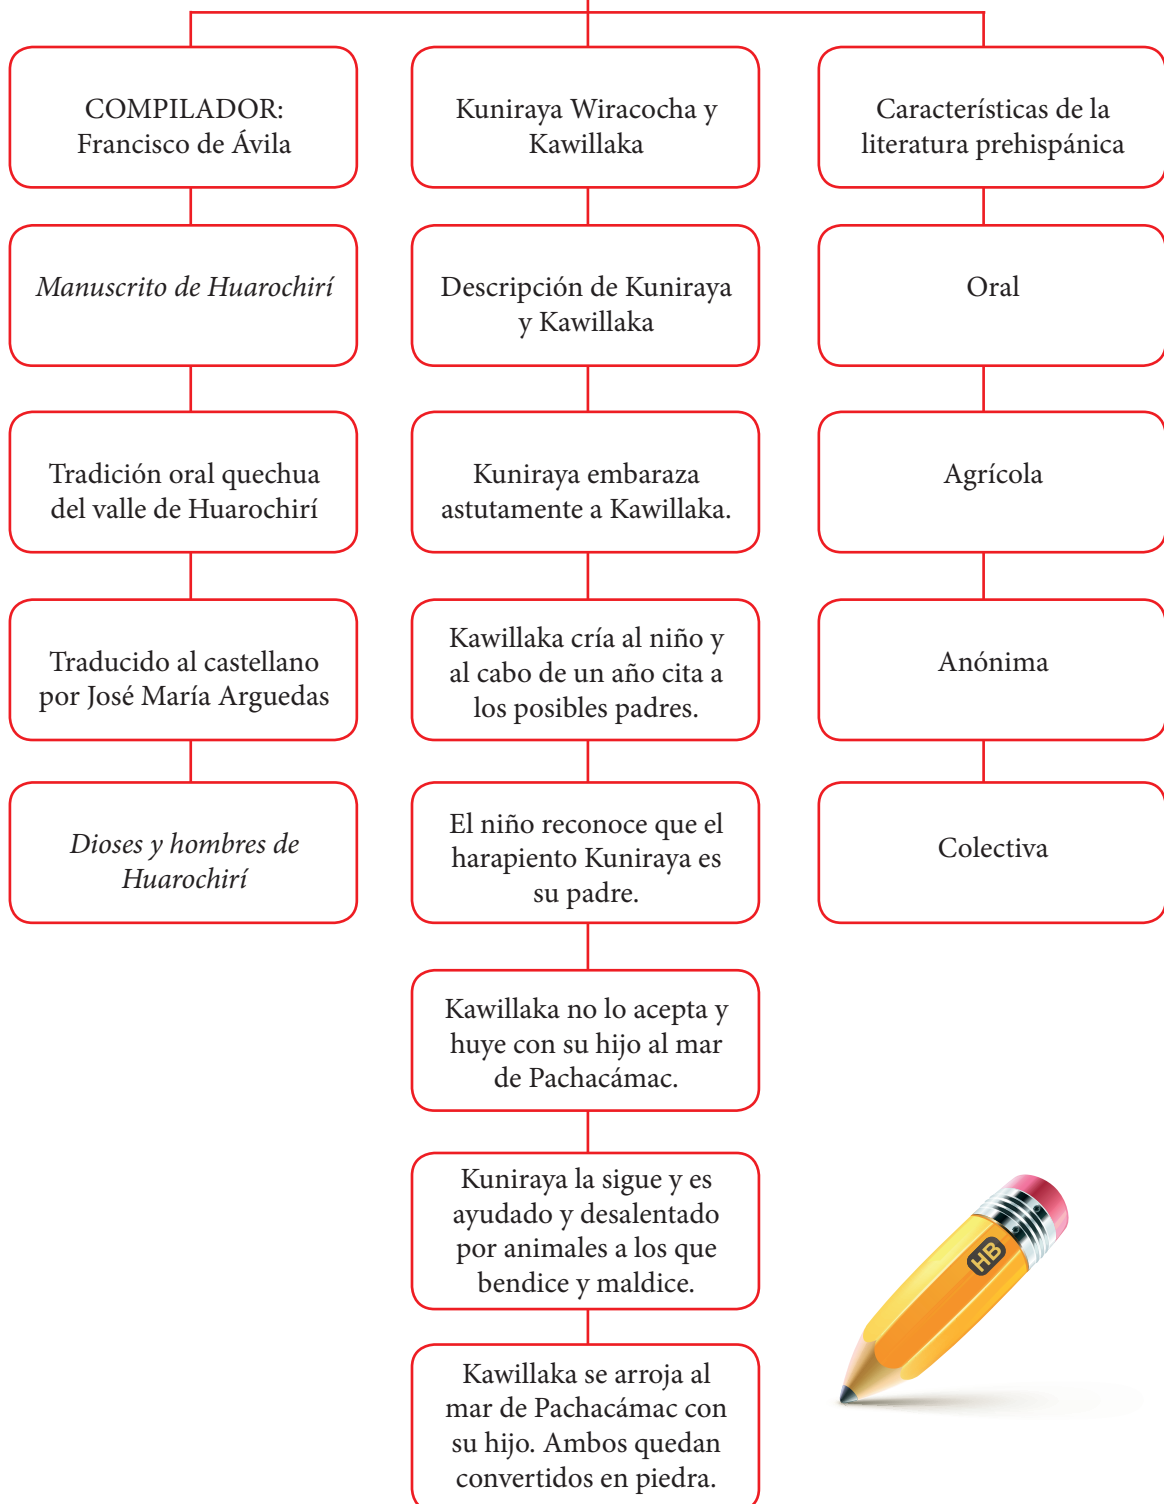 COMPILADOR:
Francisco de Ávila
Manuscrito de Huarochirí
Tradición oral quechua
del valle de Huarochirí
Traducido al castellano
por José María Arguedas
Dioses y hombres de
Huarochirí
Kuniraya Wiracocha y
Kawillaka
Descripción de Kuniraya
y Kawillaka
Kuniraya embaraza
astutamente a Kawillaka.
Kawillaka cría al niño y
al cabo de un año cita a
los posibles padres.
El niño reconoce que el
harapiento Kuniraya es
su padre.
Kawillaka no lo acepta y
huye con su hijo al mar
de Pachacámac.
Kuniraya la sigue y es
ayudado y desalentado
por animales a los que
bendice y maldice.
Kawillaka se arroja al
mar de Pachacámac con
su hijo. Ambos quedan
convertidos en piedra.
Características de la
literatura prehispánica
Oral
Agrícola
Anónima
Colectiva
HB